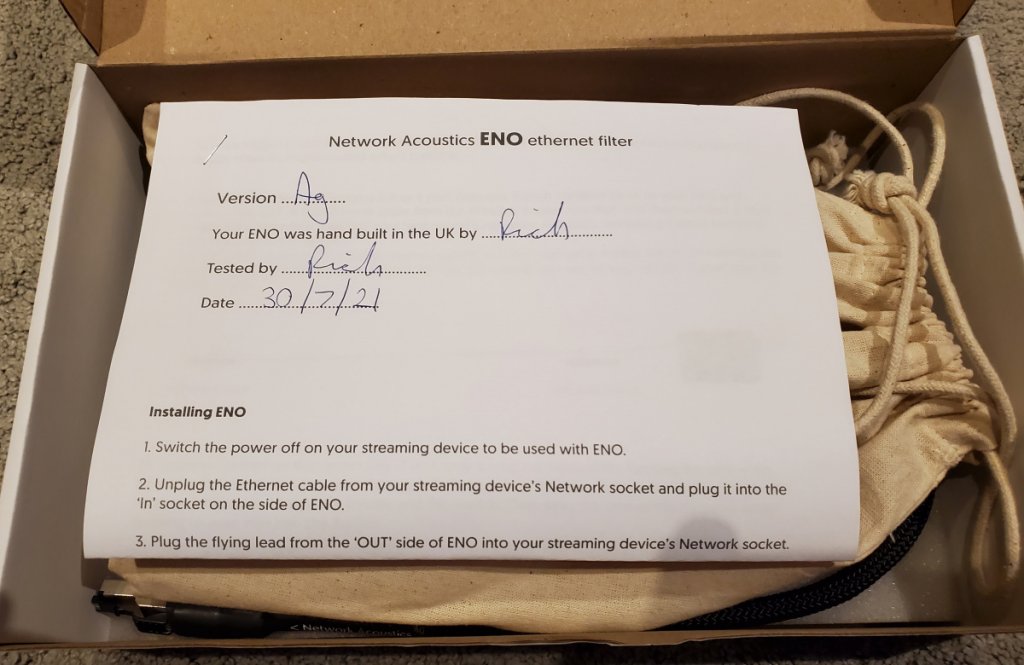 Network Acoustics ENO ethernet filter
Version ....Ag....
Your ENO was hand built in the UK by ....Rich....
Tested by ....Rich....
Date ....30/7/21
Installing ENO
1. Switch the power off on your streaming device to be used with ENO.
2. Unplug the Ethernet cable from your streaming device's Network socket and plug it into the
'In' socket on the side of ENO.
3. Plug the flying lead from the 'OUT' side of ENO into your streaming device's Network socket.
< Network Acoustics